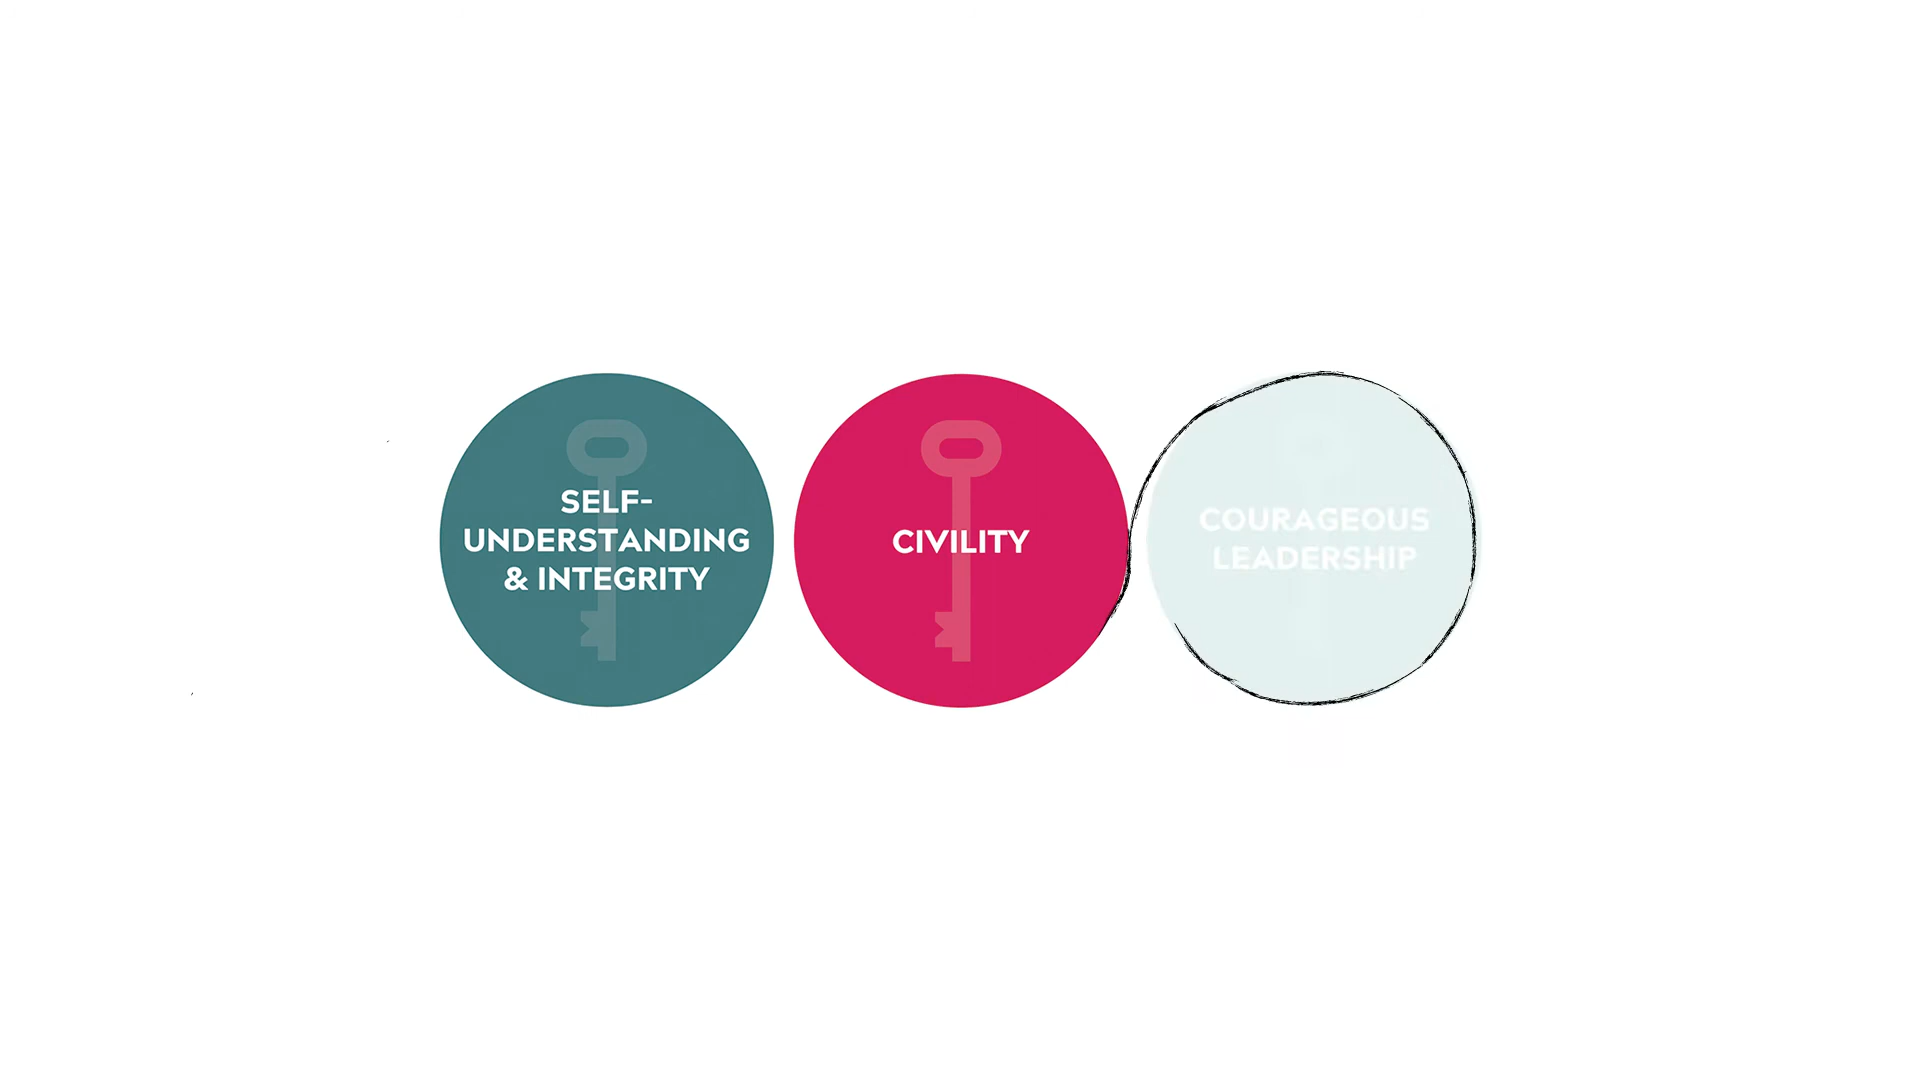 SELF-
UNDERSTANDING
& INTEGRITY
CIVILITY
COURAGEOUS
LEADERSHIP